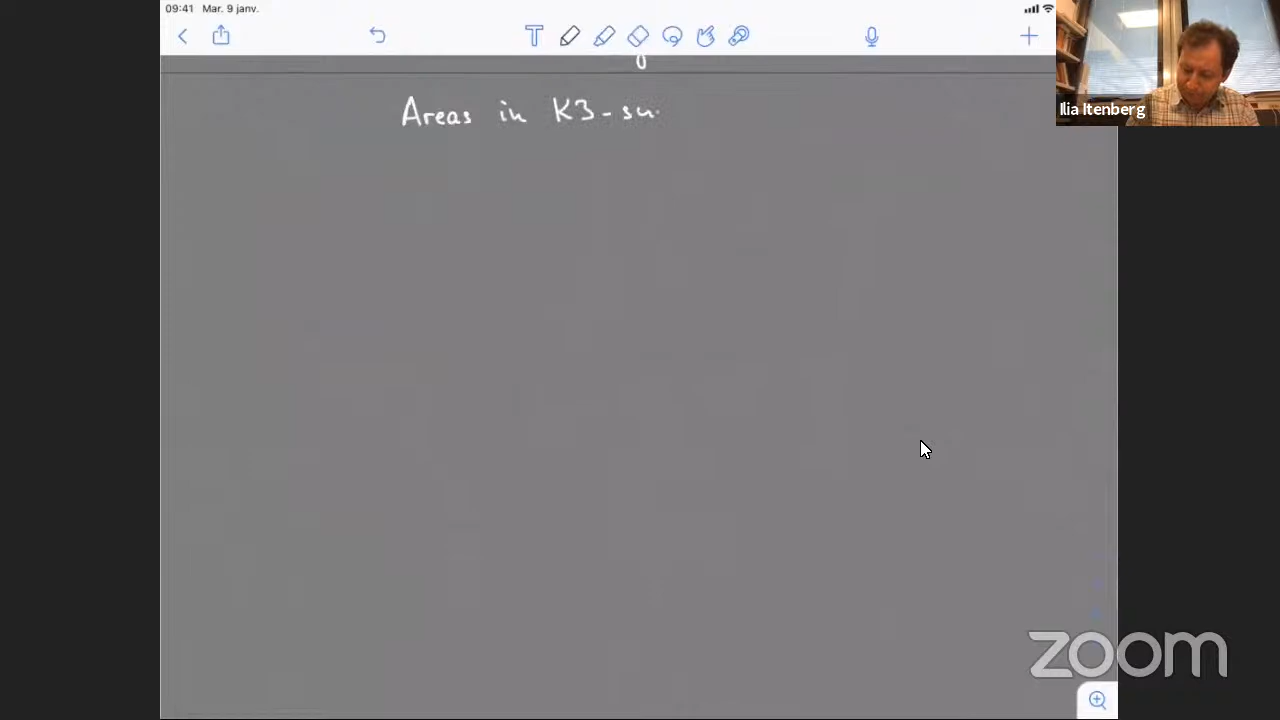 09:41 Mar. 9 janv.
T
Ilia Itenberg
Areas in K3-su
zoom